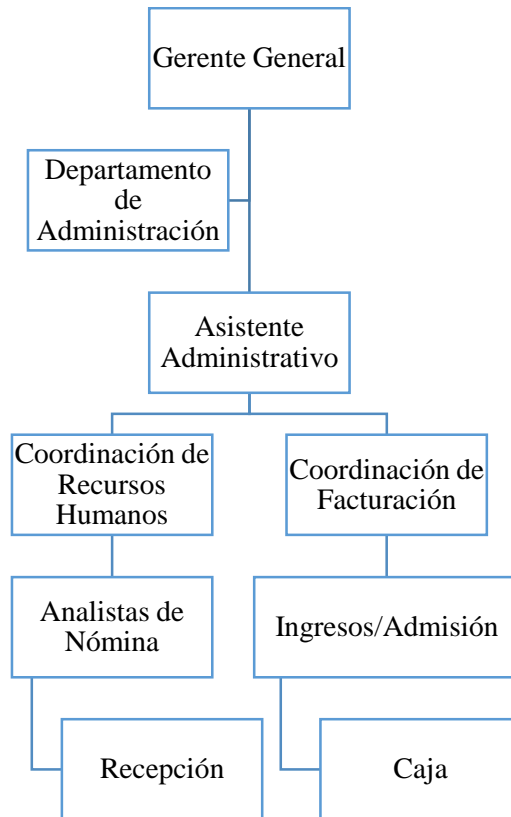 Gerente General
Departamento
de
Administración
Asistente
Administrativo
Coordinación de
Recursos
Humanos
Coordinación de
Facturación
Analistas de
Nómina
Ingresos/Admisión
Recepción
Caja